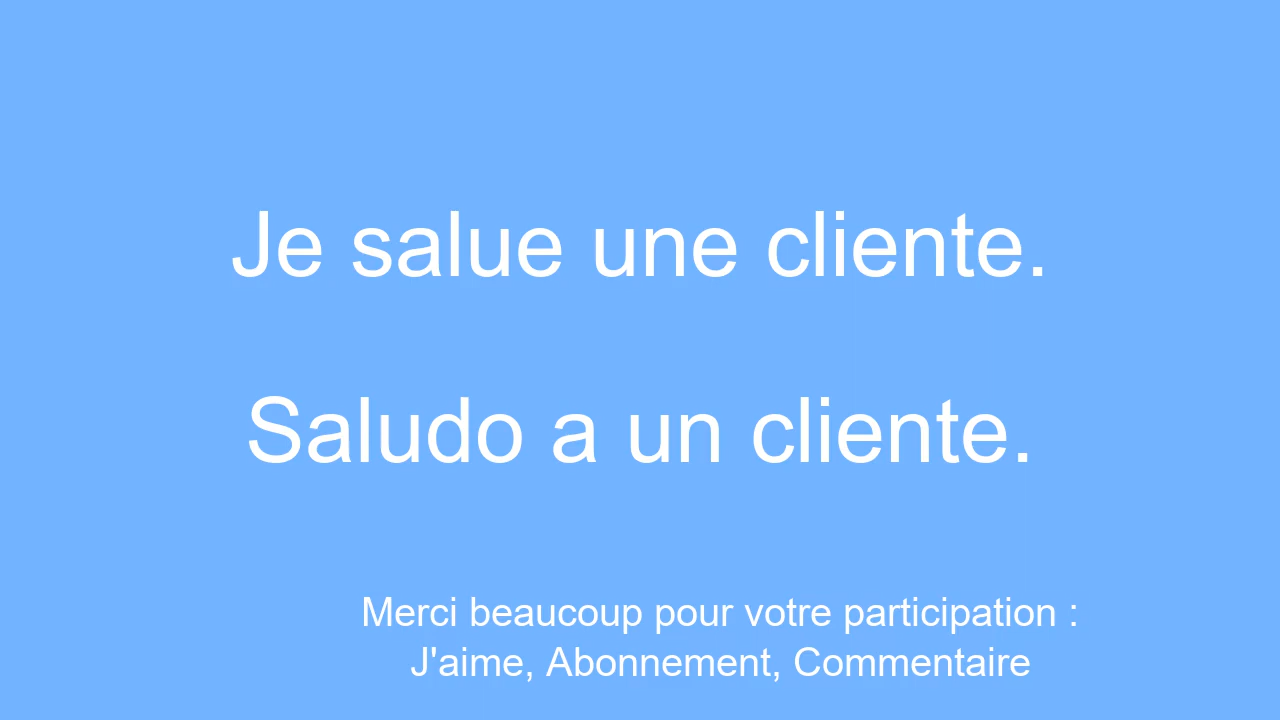 Je salue une cliente.
Saludo a un cliente.
Merci beaucoup pour votre participation :
J'aime, Abonnement, Commentaire